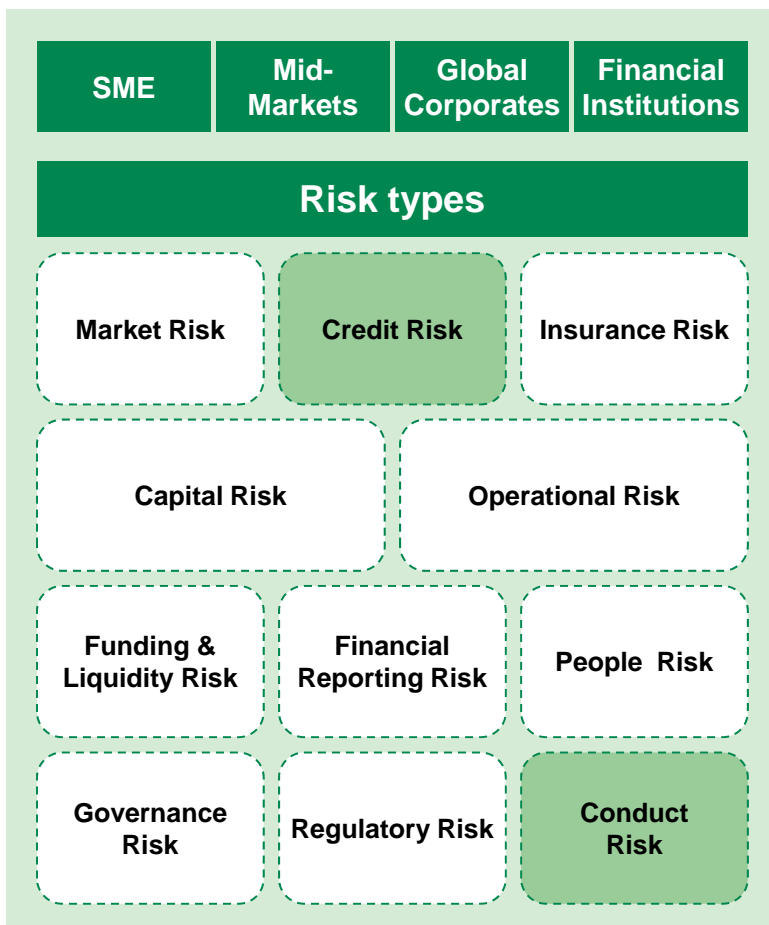 SME
Mid-
Markets
Global
Corporates
Financial
Institutions
Risk types
Market Risk
Credit Risk
Insurance Risk
Capital Risk
Operational Risk
Funding &
Liquidity Risk
Financial
Reporting Risk
People  Risk
Governance
Risk
Regulatory Risk
Conduct
Risk